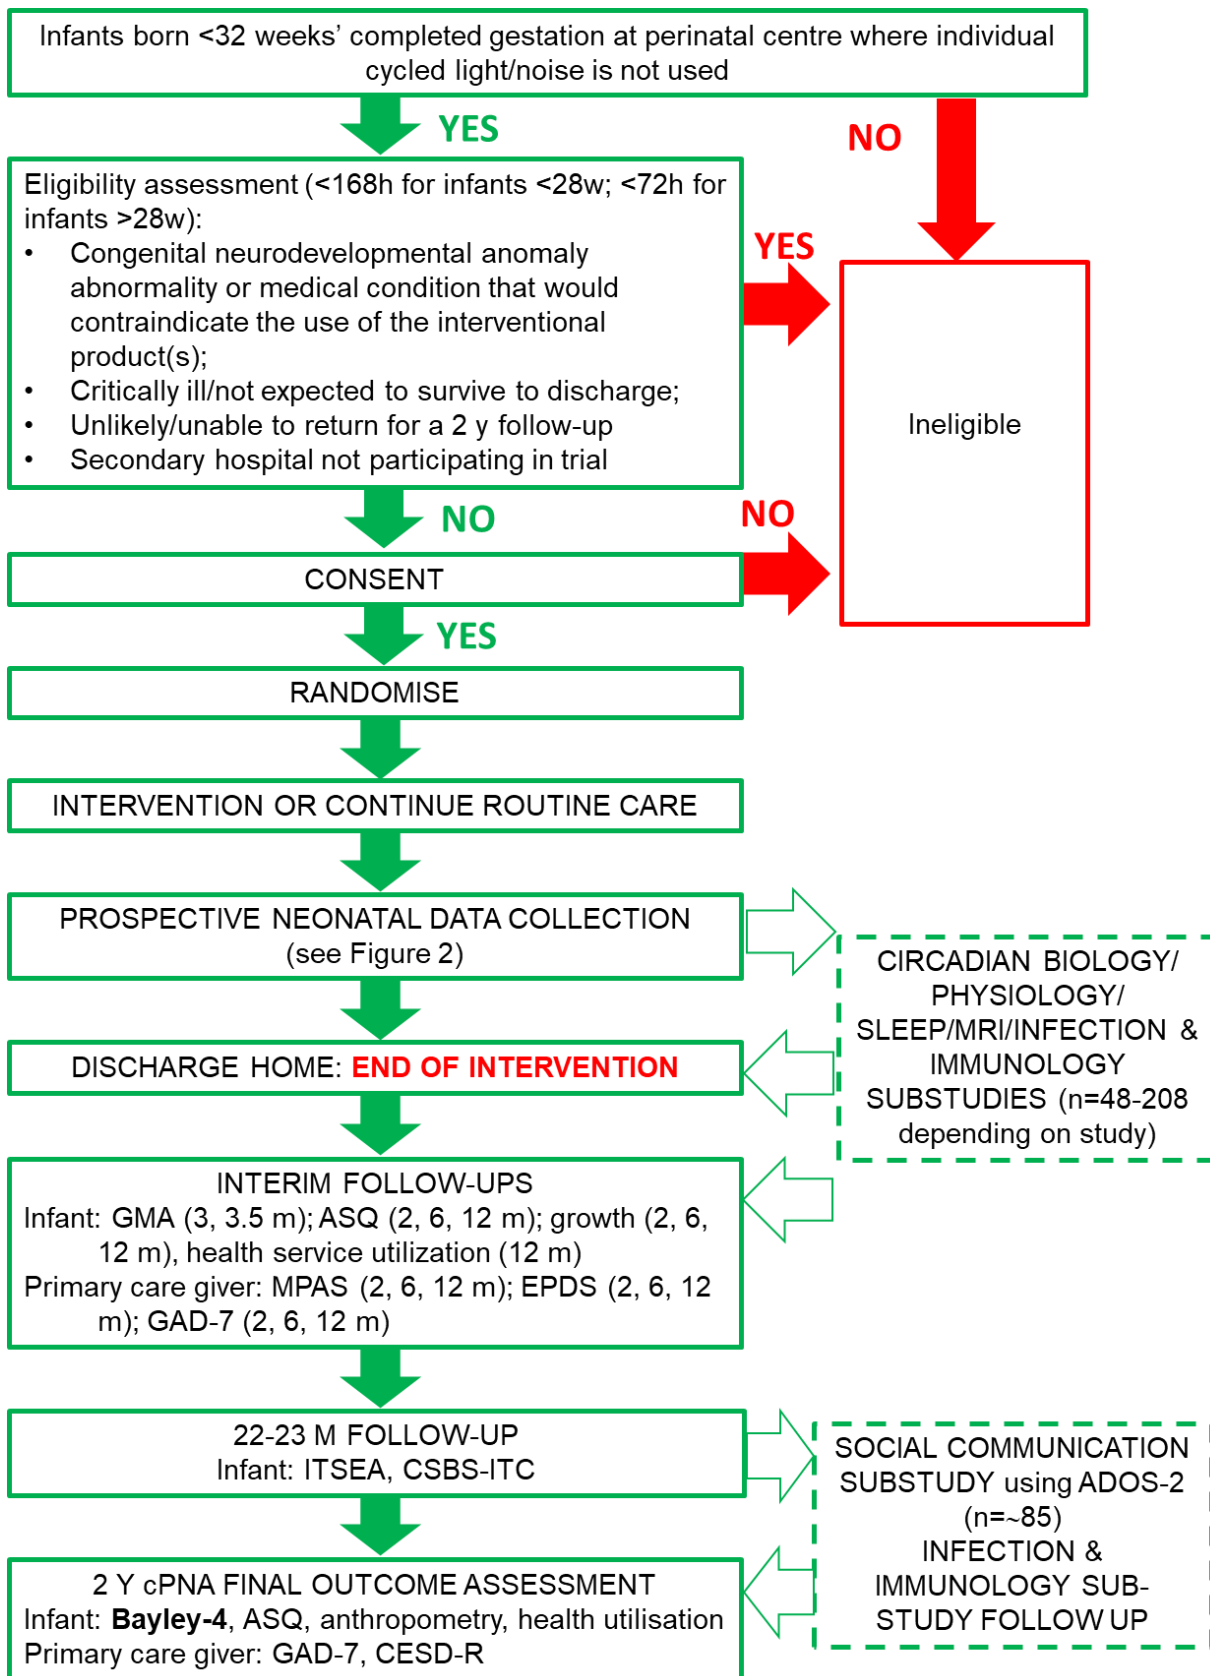 Infants born <32 weeks’ completed gestation at perinatal centre where individual
cycled light/noise is not used
YES
NO
Eligibility assessment (<168h for infants <28w; <72h for
infants >28w):
• Congenital neurodevelopmental anomaly
abnormality or medical condition that would
contraindicate the use of the interventional
product(s);
• Critically ill/not expected to survive to discharge;
• Unlikely/unable to return for a 2 y follow-up
• Secondary hospital not participating in trial
YES
Ineligible
NO
NO
CONSENT
YES
RANDOMISE
INTERVENTION OR CONTINUE ROUTINE CARE
PROSPECTIVE NEONATAL DATA COLLECTION
(see Figure 2)
CIRCADIAN BIOLOGY/
PHYSIOLOGY/
SLEEP/MRI/INFECTION &
IMMUNOLOGY
SUBSTUDIES (n=48-208
depending on study)
DISCHARGE HOME: END OF INTERVENTION
INTERIM FOLLOW-UPS
Infant: GMA (3, 3.5 m); ASQ (2, 6, 12 m); growth (2, 6,
12 m), health service utilization (12 m)
Primary care giver: MPAS (2, 6, 12 m); EPDS (2, 6, 12
m); GAD-7 (2, 6, 12 m)
22-23 M FOLLOW-UP
Infant: ITSEA, CSBS-ITC
SOCIAL COMMUNICATION
SUBSTUDY using ADOS-2
(n=~85)
INFECTION &
IMMUNOLOGY SUB-
STUDY FOLLOW UP
2 Y cPNA FINAL OUTCOME ASSESSMENT
Infant: Bayley-4, ASQ, anthropometry, health utilisation
Primary care giver: GAD-7, CESD-R